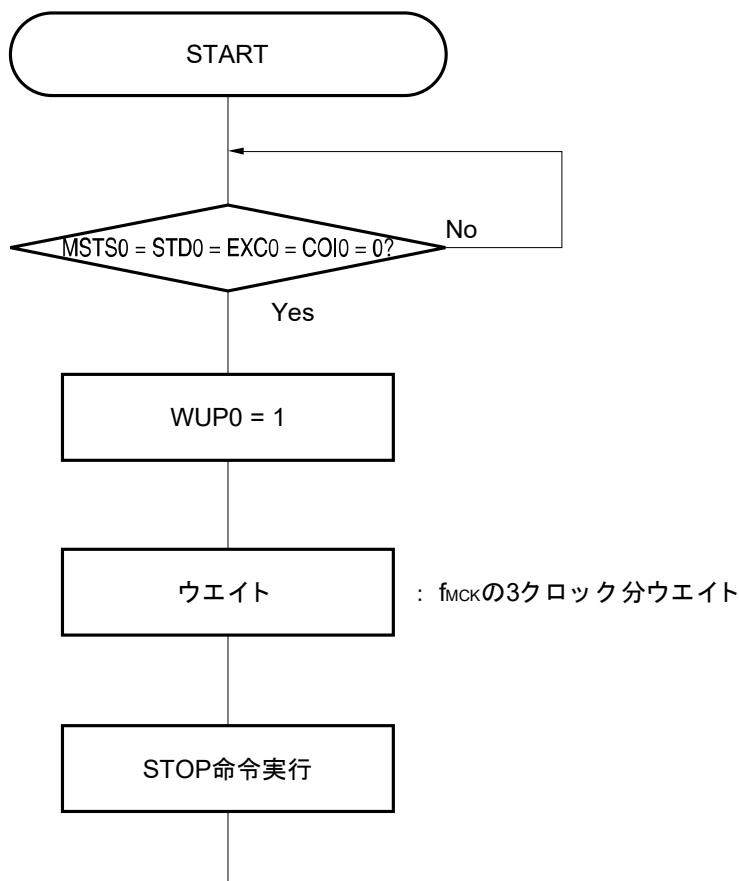 START
MSTS0 = STD0 = EXC0 = COI0 = 0?
No
Yes
WUP0 = 1
ウエイト : fMCKの3クロック分ウエイト
STOP命令実行